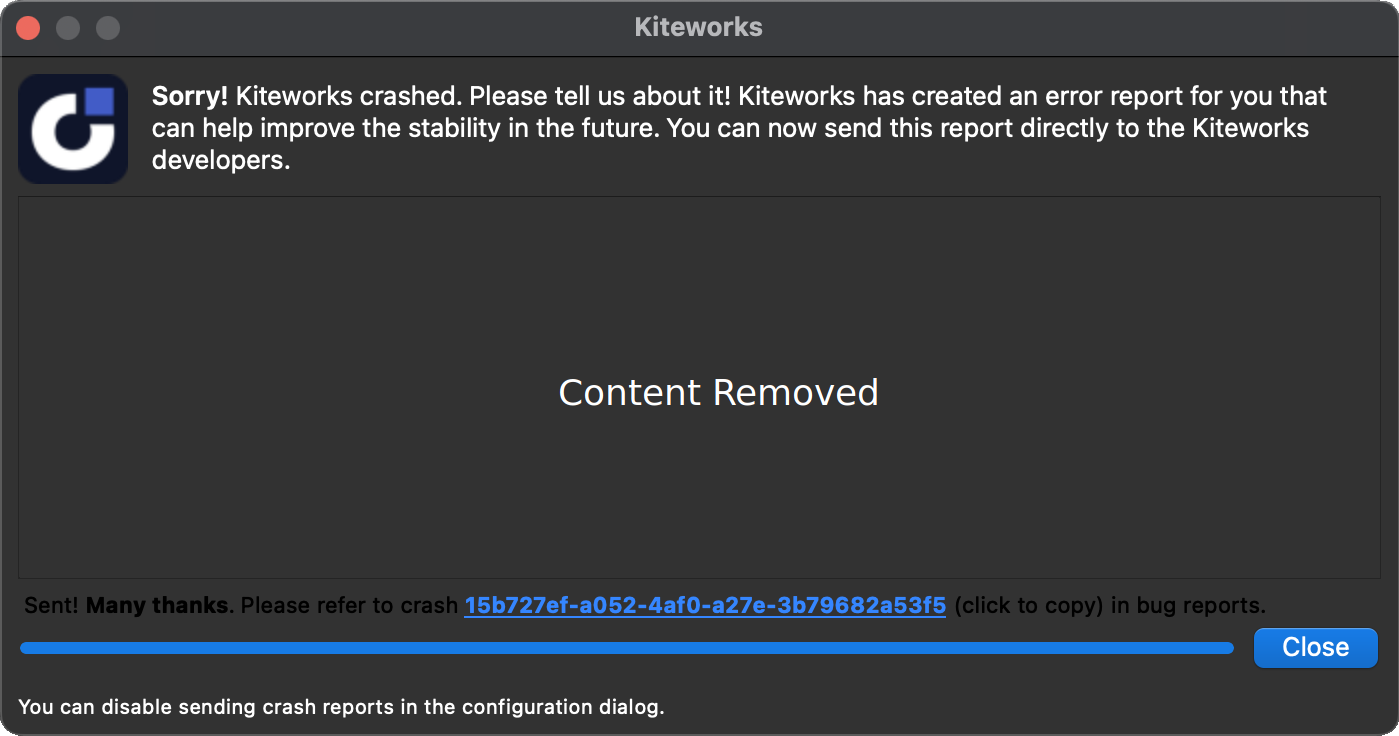 Kiteworks
Sorry! Kiteworks crashed. Please tell us about it! Kiteworks has created an error report for you that
can help improve the stability in the future. You can now send this report directly to the Kiteworks
developers.
Content Removed
Sent! Many thanks. Please refer to crash 15b727ef-a052-4af0-a27e-3b79682a53f5 (click to copy) in bug reports.
Close
You can disable sending crash reports in the configuration dialog.